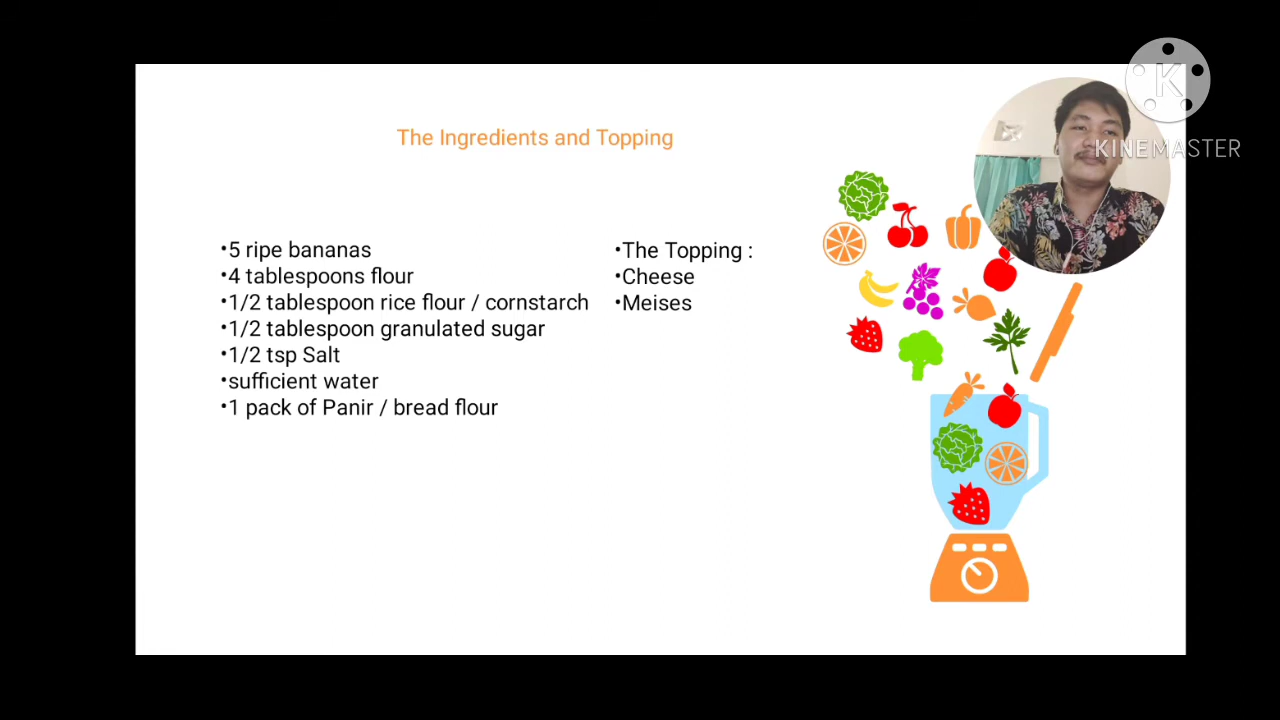 The Ingredients and Topping
•5 ripe bananas
•4 tablespoons flour
•1/2 tablespoon rice flour / cornstarch
•1/2 tablespoon granulated sugar
•1/2 tsp Salt
•sufficient water
•1 pack of Panir / bread flour
•The Topping :
•Cheese
•Meises
K
KINEMASTER